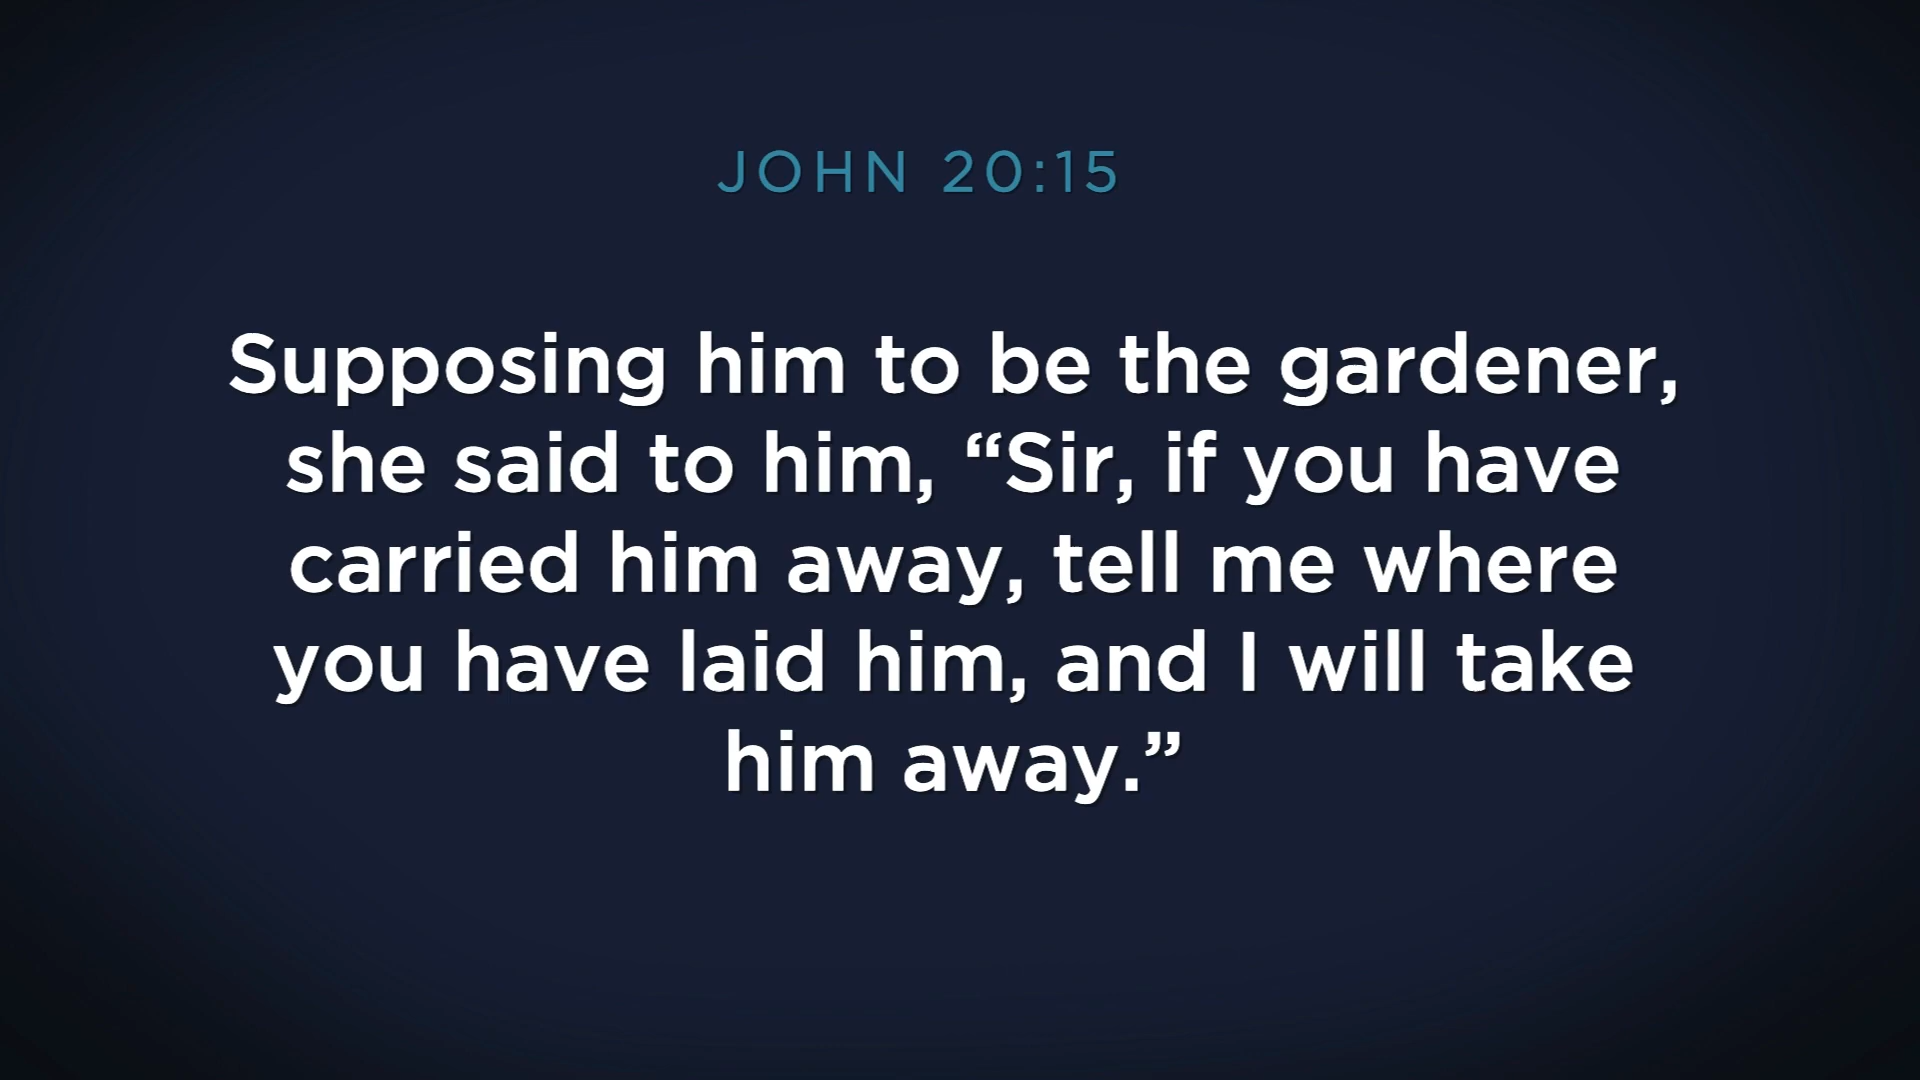 JOHN 20:15
Supposing him to be the gardener,
she said to him, “Sir, if you have
carried him away, tell me where
you have laid him, and I will take
him away.”